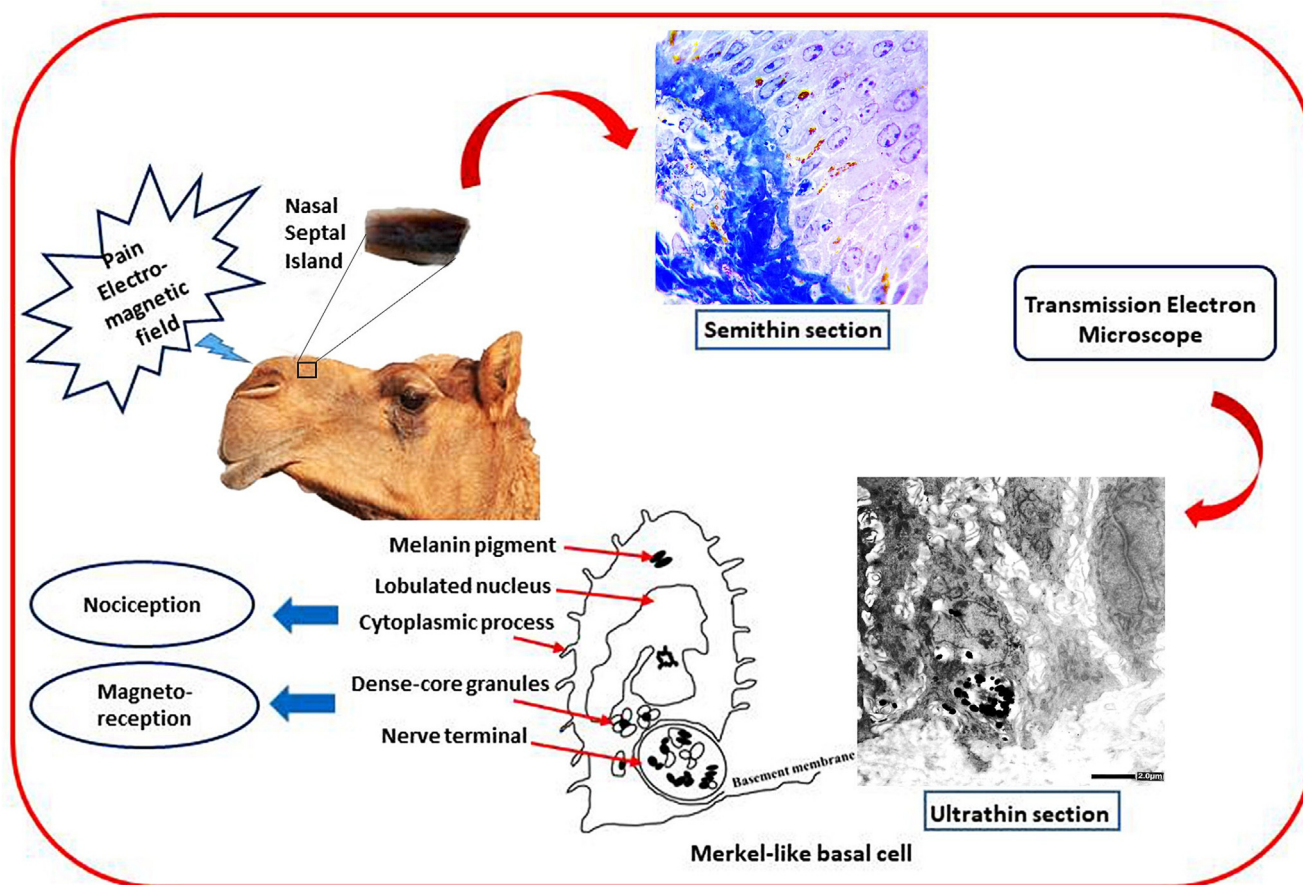 Nasal
Septal
Island
Pain
Electro-
magnetic
field
Semithin section
Transmission Electron
Microscope
Melanin pigment
Lobulated nucleus
Cytoplasmic process
Dense-core granules
Nerve terminal
Nociception
Magneto-
reception
Basement membrane
2.0µm
Ultrathin section
Merkel-like basal cell